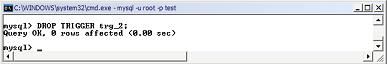 C:\WINDOWS\system32\cmd.exe - mysql -u root -p test
mysql> DROP TRIGGER trg_2;
Query OK, 0 rows affected (0.00 sec)
mysql> _